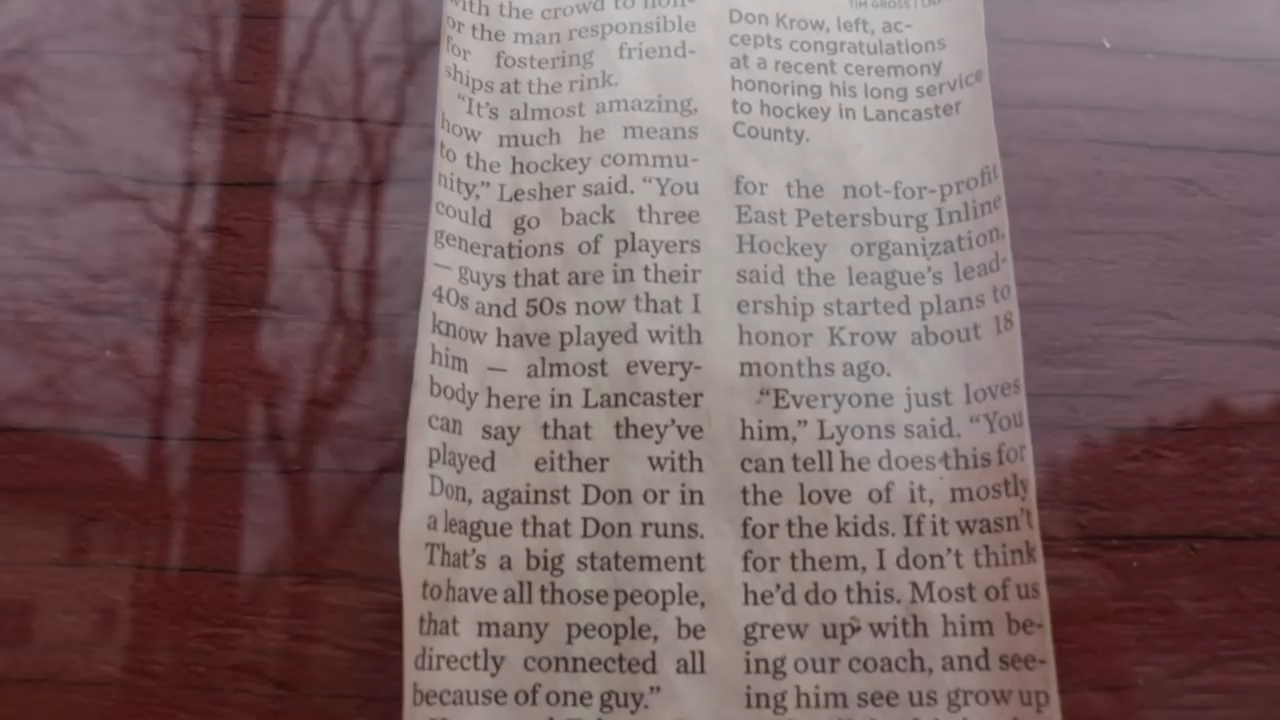 with the crowd to hon-
or the man responsible
for fostering friend-
ships at the rink.
"It's almost amazing,
how much he means
to the hockey commu-
nity," Lesher said. "You
could go back three
generations of players
— guys that are in their
40s and 50s now that I
know have played with
him — almost every-
body here in Lancaster
can say that they've
played either with
Don, against Don or in
a league that Don runs.
That's a big statement
to have all those people,
that many people, be
directly connected all
because of one guy."
TIM GROSS |
Don Krow, left, ac-
cepts congratulations
at a recent ceremony
honoring his long service
to hockey in Lancaster
County.
for the not-for-profit
East Petersburg Inline
Hockey organization,
said the league's lead-
ership started plans to
honor Krow about 18
months ago.
"Everyone just loves
him," Lyons said. "You
can tell he does this for
the love of it, mostly
for the kids. If it wasn't
for them, I don't think
he'd do this. Most of us
grew up with him be-
ing our coach, and see-
ing him see us grow up